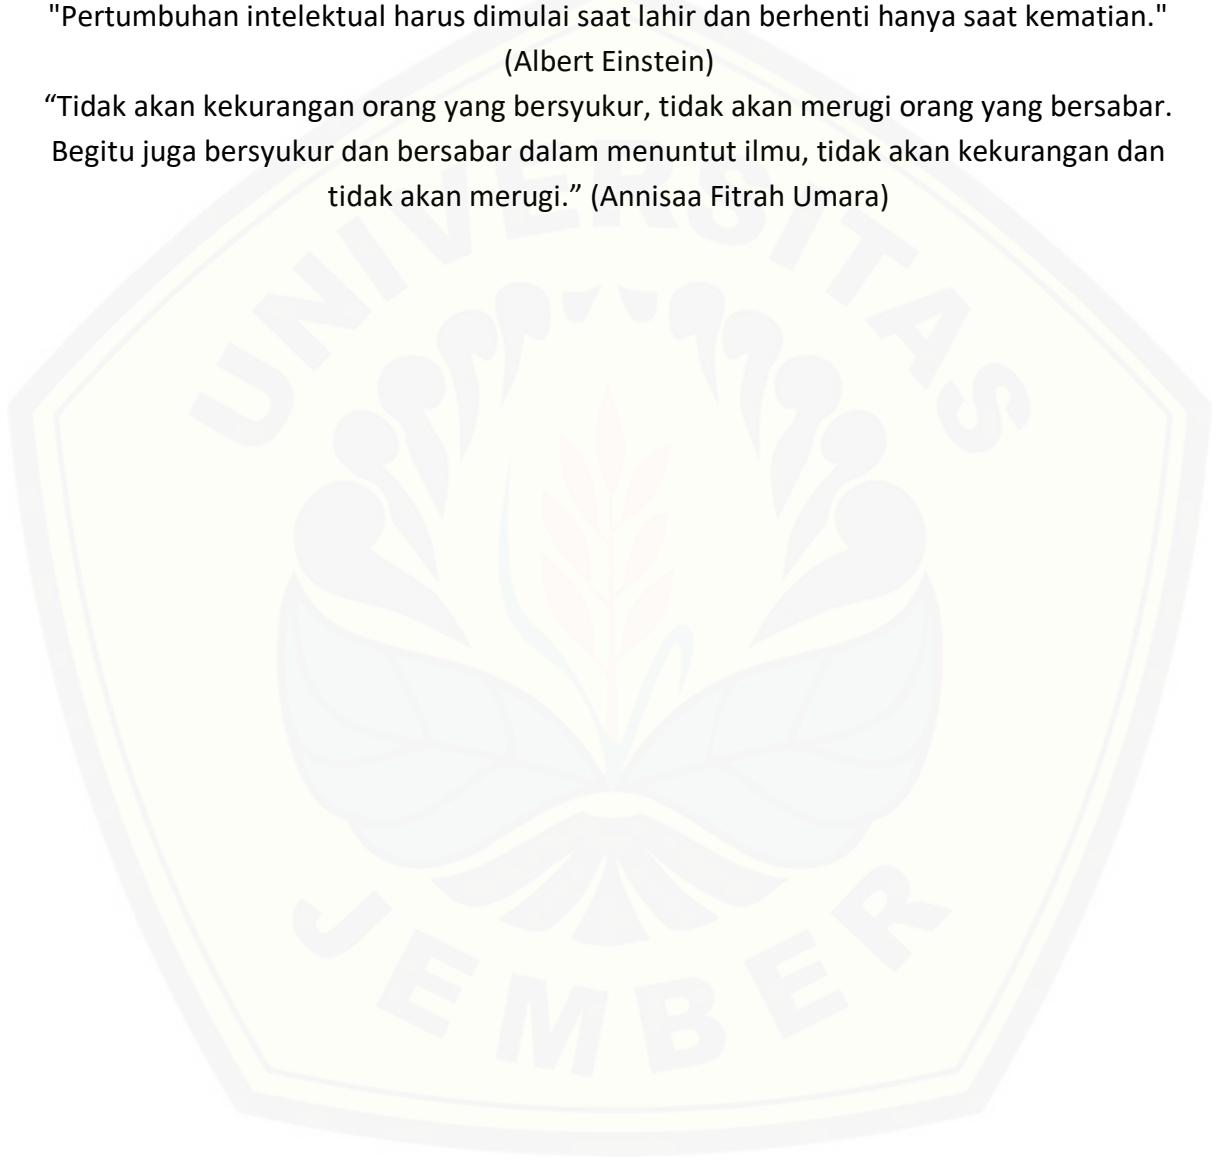 "Pertumbuhan intelektual harus dimulai saat lahir dan berhenti hanya saat kematian."
(Albert Einstein)
“Tidak akan kekurangan orang yang bersyukur, tidak akan merugi orang yang bersabar.
Begitu juga bersyukur dan bersabar dalam menuntut ilmu, tidak akan kekurangan dan
tidak akan merugi.” (Annisaa Fitrah Umara)
UNIVERSITAS
JEMBER